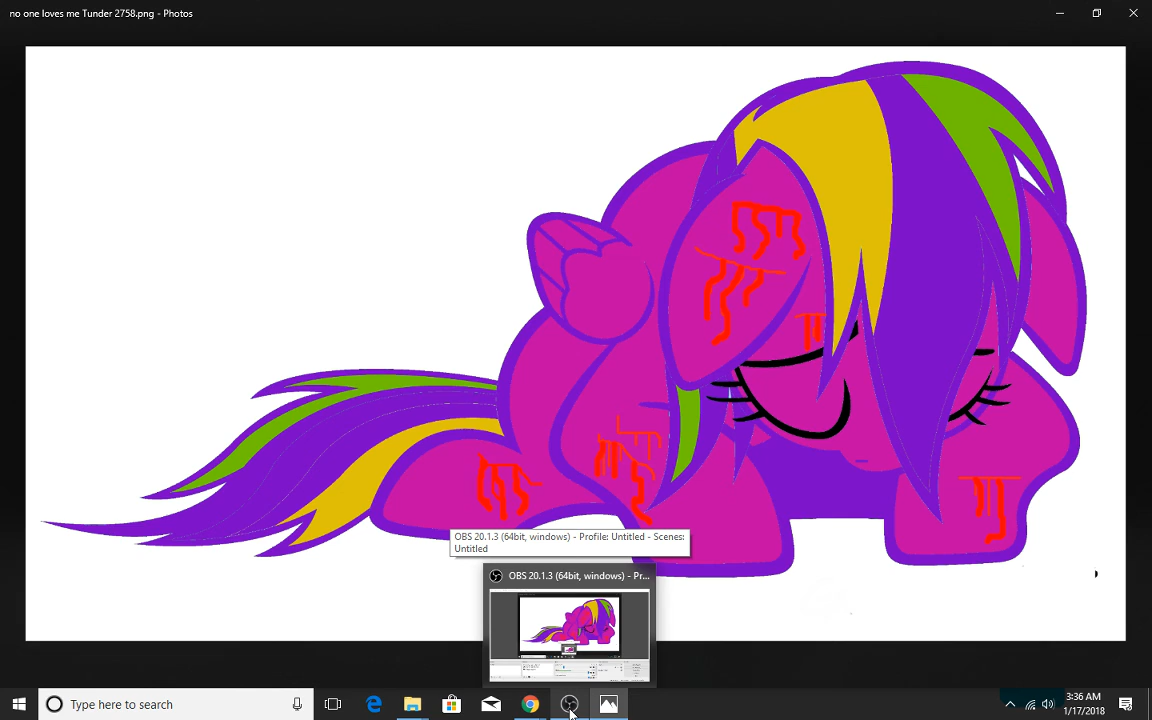 no one loves me Tunder 2758.png - Photos
OBS 20.1.3 (64bit, windows) - Profile: Untitled - Scenes:
Untitled
OBS 20.1.3 (64bit, windows) - Pr...
Type here to search
3:36 AM
1/17/2018